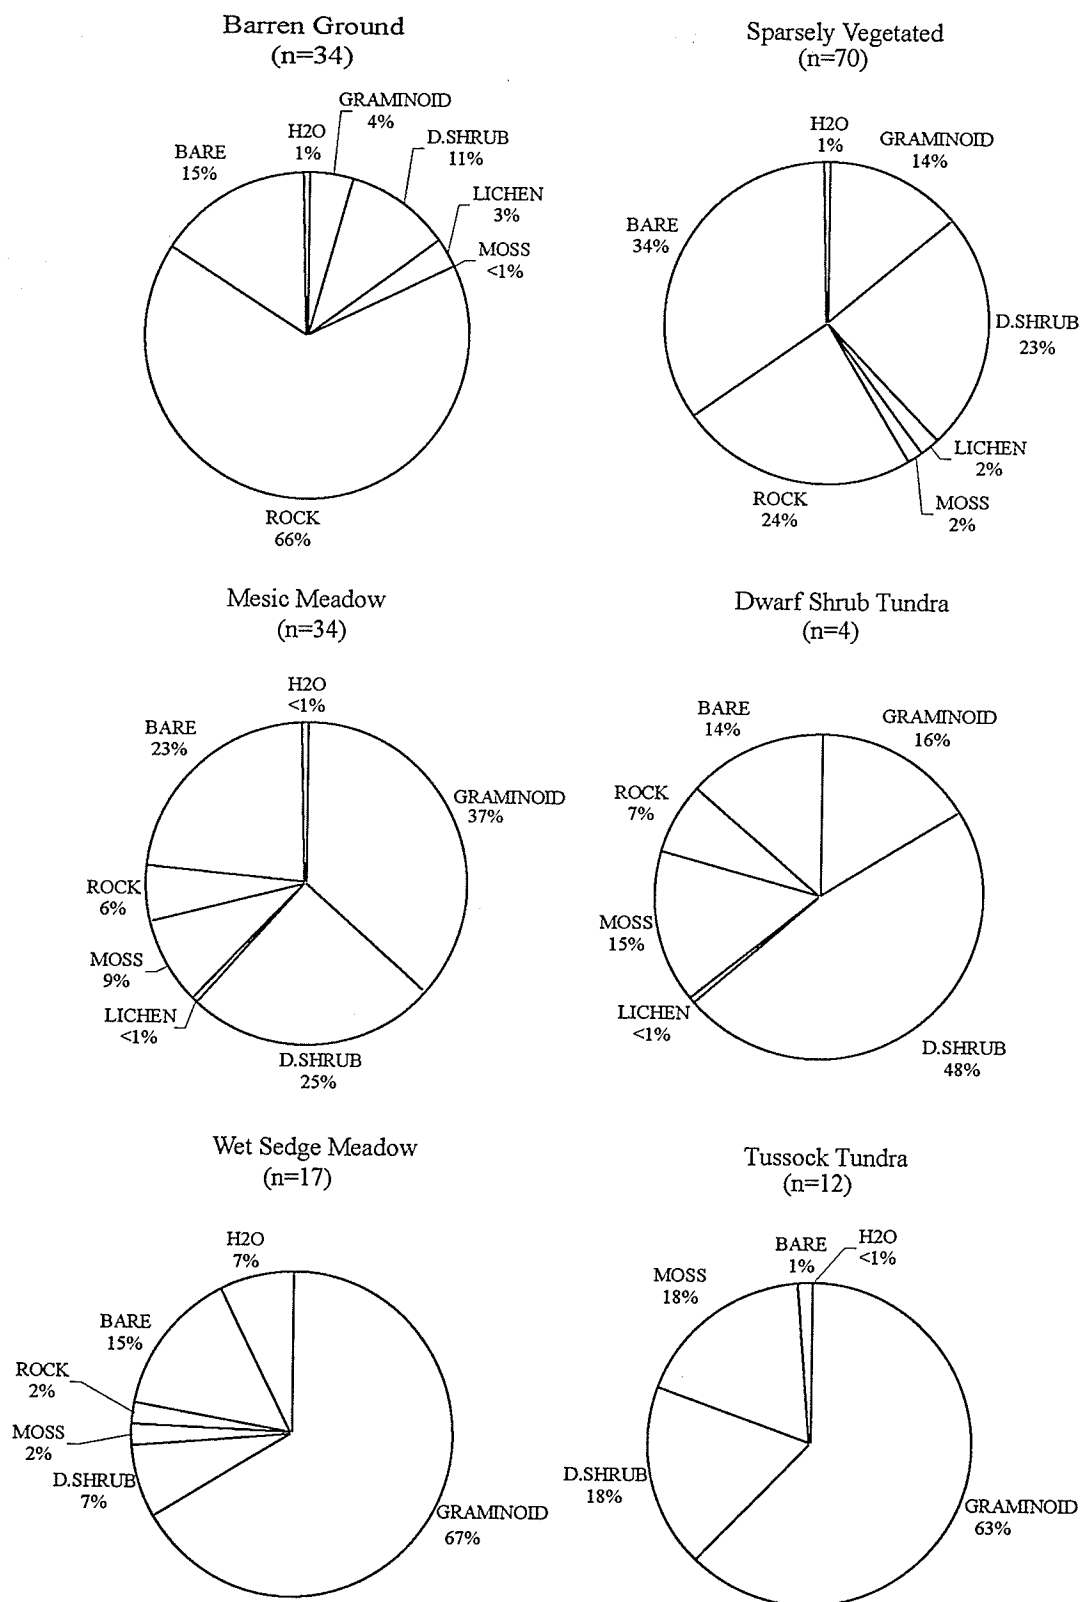 Barren Ground
(n=34)
H2O
1%
GRAMINOID
4%
D.SHRUB
11%
LICHEN
3%
MOSS
<1%
ROCK
66%
BARE
15%
Sparsely Vegetated
(n=70)
H2O
1%
GRAMINOID
14%
D.SHRUB
23%
LICHEN
2%
MOSS
2%
ROCK
24%
BARE
34%
Mesic Meadow
(n=34)
H2O
<1%
GRAMINOID
37%
D.SHRUB
25%
LICHEN
<1%
MOSS
9%
ROCK
6%
BARE
23%
Dwarf Shrub Tundra
(n=4)
GRAMINOID
16%
D.SHRUB
48%
LICHEN
<1%
MOSS
15%
ROCK
7%
BARE
14%
Wet Sedge Meadow
(n=17)
H2O
7%
GRAMINOID
67%
D.SHRUB
7%
MOSS
2%
ROCK
2%
BARE
15%
Tussock Tundra
(n=12)
H2O
<1%
GRAMINOID
63%
D.SHRUB
18%
MOSS
18%
BARE
1%